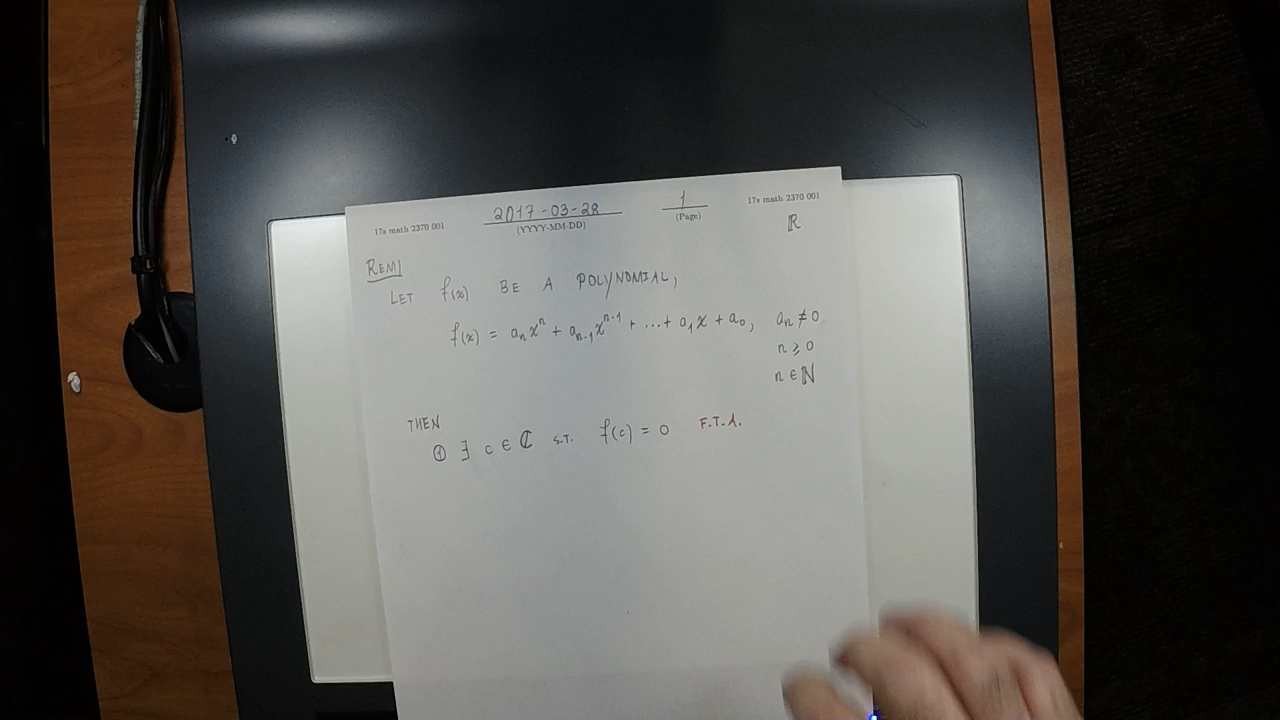 17s math 2370 001 2017-03-28 1 17s math 2370 001
(YYYY-MM-DD) (Page) ℝ
REM|
LET f(x) BE A POLYNOMIAL,
f(x) = aₙxⁿ + aₙ₋₁xⁿ⁻¹ + ... + a₁x + a₀, aₙ ≠ 0
n ⩾ 0
n ∈ ℕ
THEN
① ∃ c ∈ ℂ s.t. f(c) = 0 F.T.A.